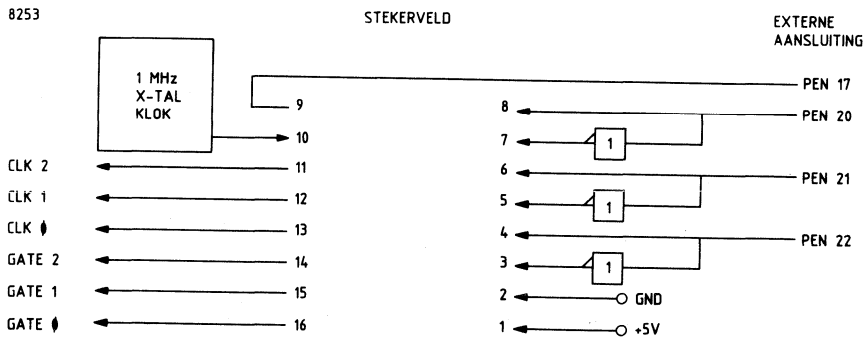 8253
STEKERVELD
EXTERNE
AANSLUITING
1 MHz
X-TAL
KLOK
PEN 17
9
8
PEN 20
10
7
1
CLK 2
11
6
PEN 21
CLK 1
12
5
1
CLK 0
13
4
PEN 22
GATE 2
14
3
1
GATE 1
15
2
GND
GATE 0
16
1
+5V